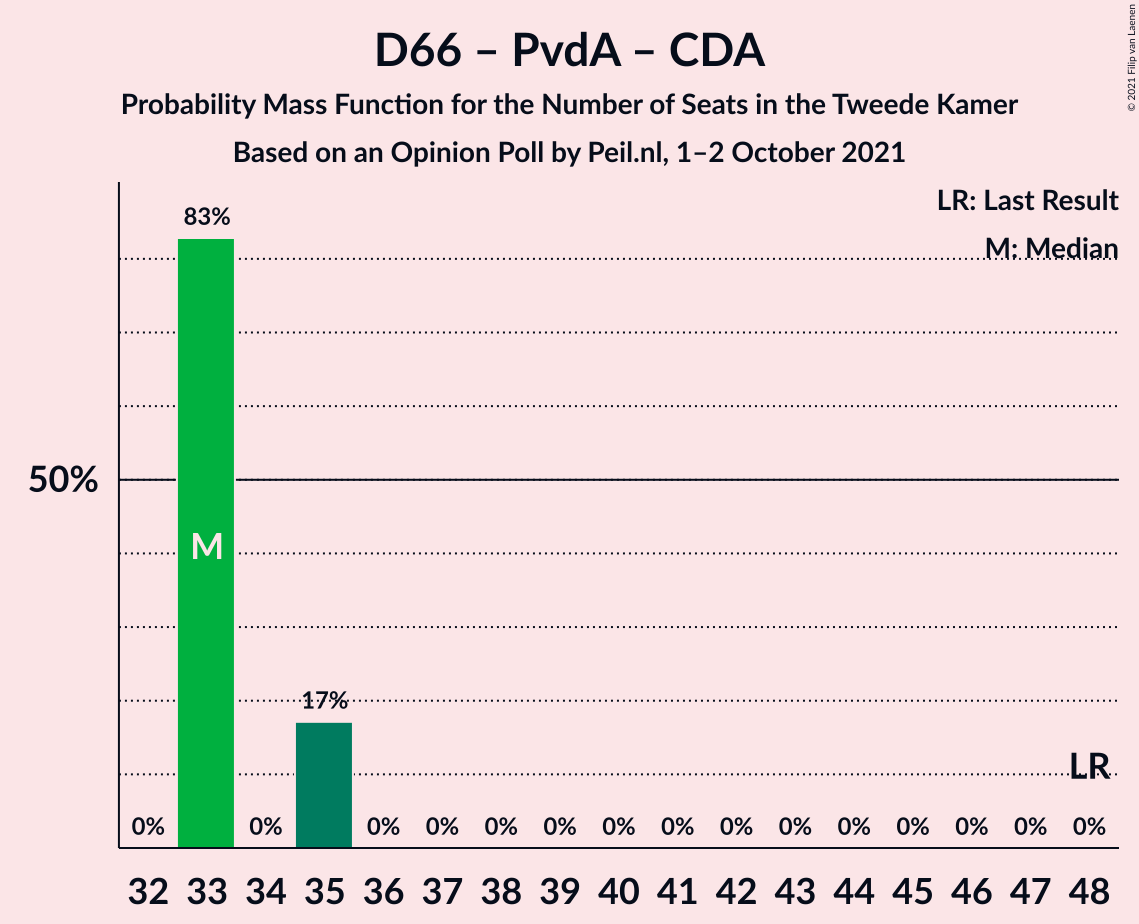 D66 – PvdA – CDA
Probability Mass Function for the Number of Seats in the Tweede Kamer
Based on an Opinion Poll by Peil.nl, 1–2 October 2021
© 2021 Filip van Laenen
LR: Last Result
M: Median
83%
50%
M
17%
LR
0% 0% 0% 0% 0% 0% 0% 0% 0% 0% 0% 0% 0% 0% 0%
32 33 34 35 36 37 38 39 40 41 42 43 44 45 46 47 48